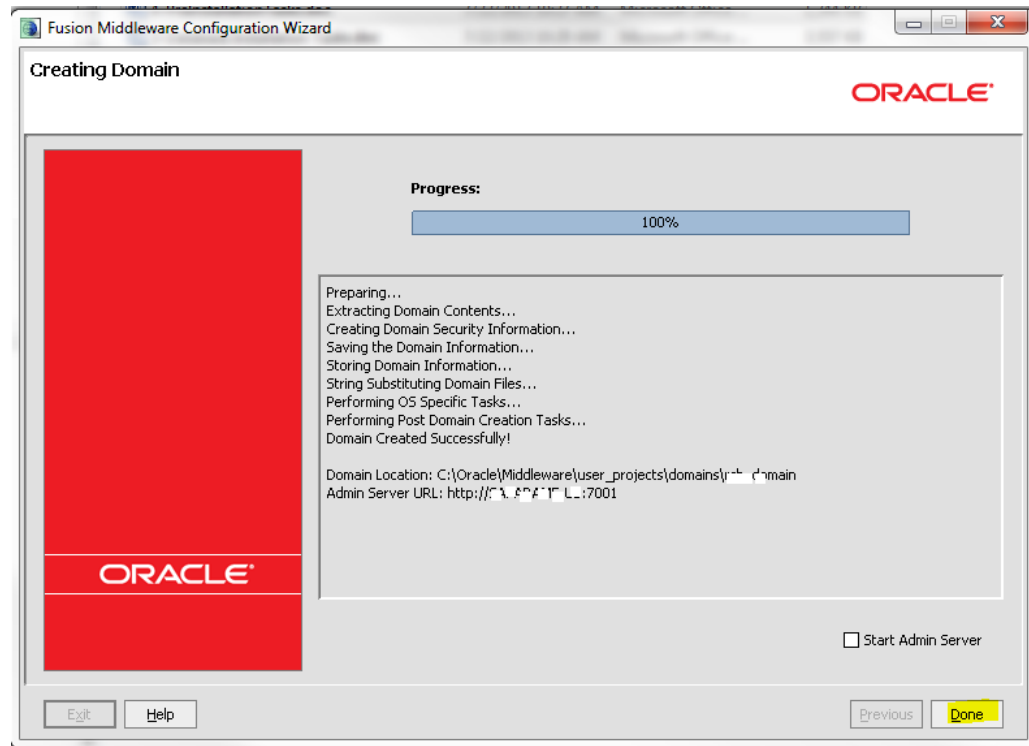 Fusion Middleware Configuration Wizard
Creating Domain
ORACLE
Progress:
100%
Preparing...
Extracting Domain Contents...
Creating Domain Security Information...
Saving the Domain Information...
Storing Domain Information...
String Substituting Domain Files...
Performing OS Specific Tasks...
Performing Post Domain Creation Tasks...
Domain Created Successfully!
Domain Location: C:\Oracle\Middleware\user_projects\domains\
Admin Server URL: http:// :7001
ORACLE
Start Admin Server
Exit Help Previous Done